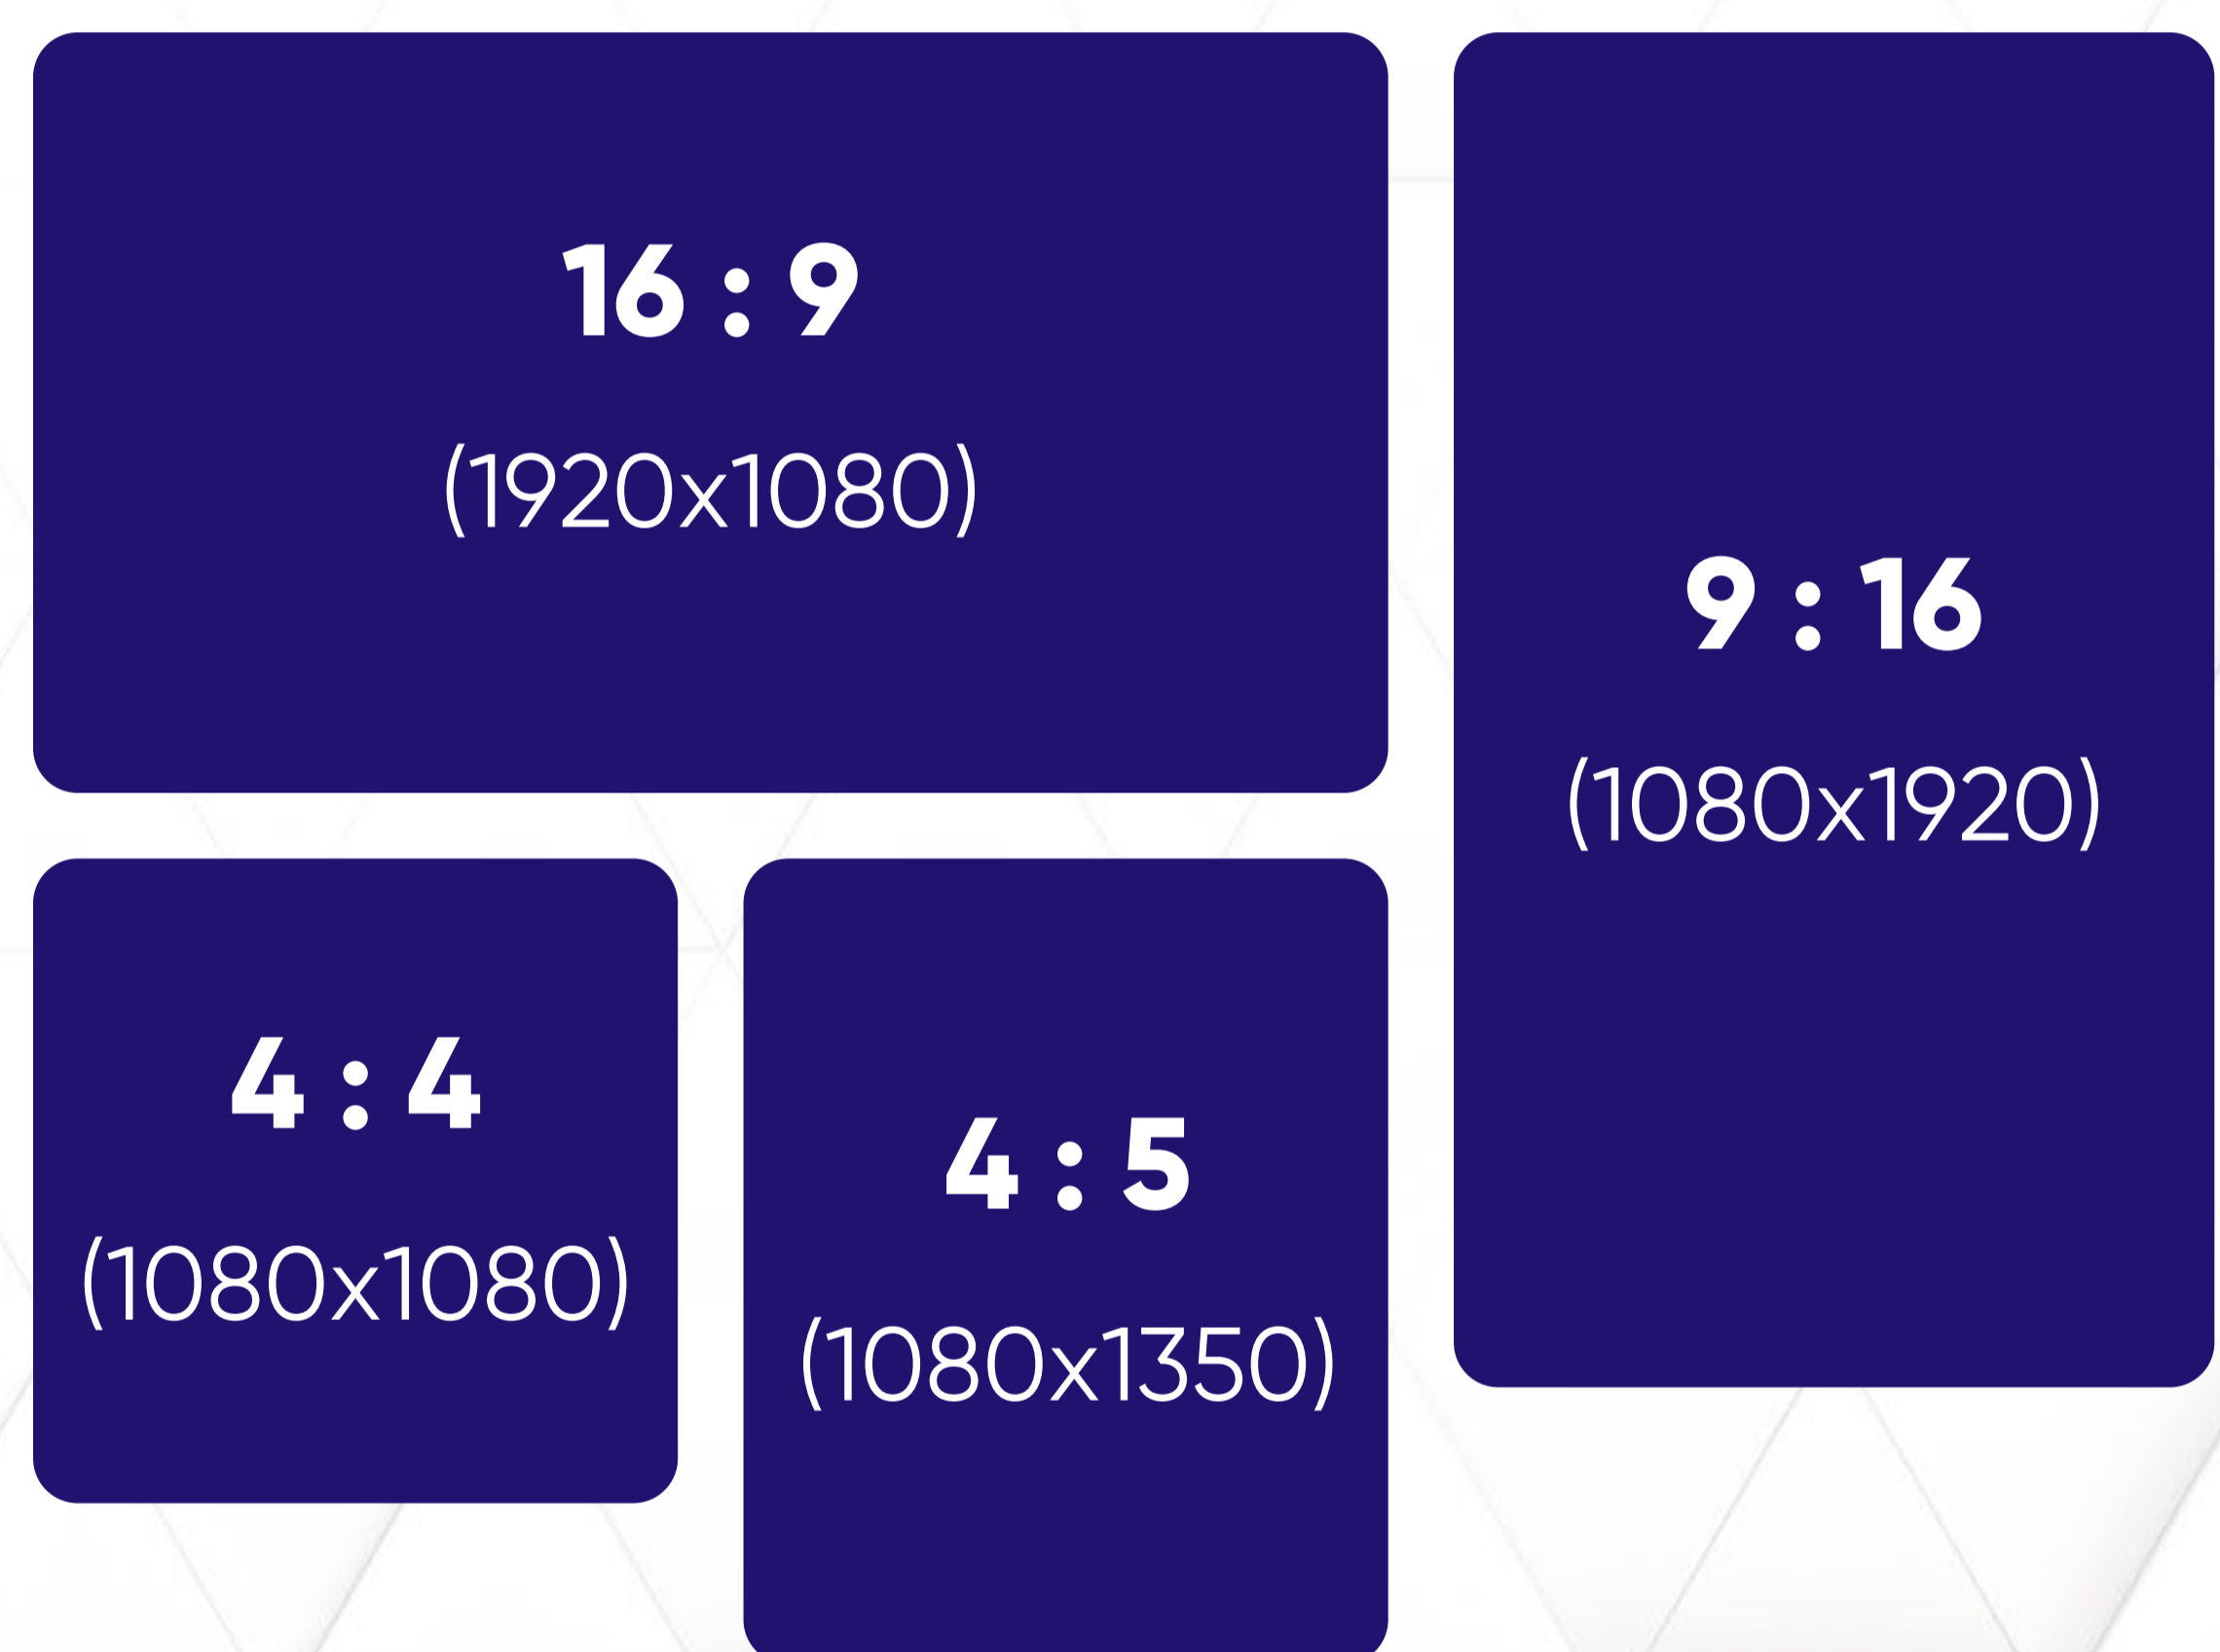 16 : 9
(1920x1080)
9 : 16
(1080x1920)
4 : 4
(1080x1080)
4 : 5
(1080x1350)